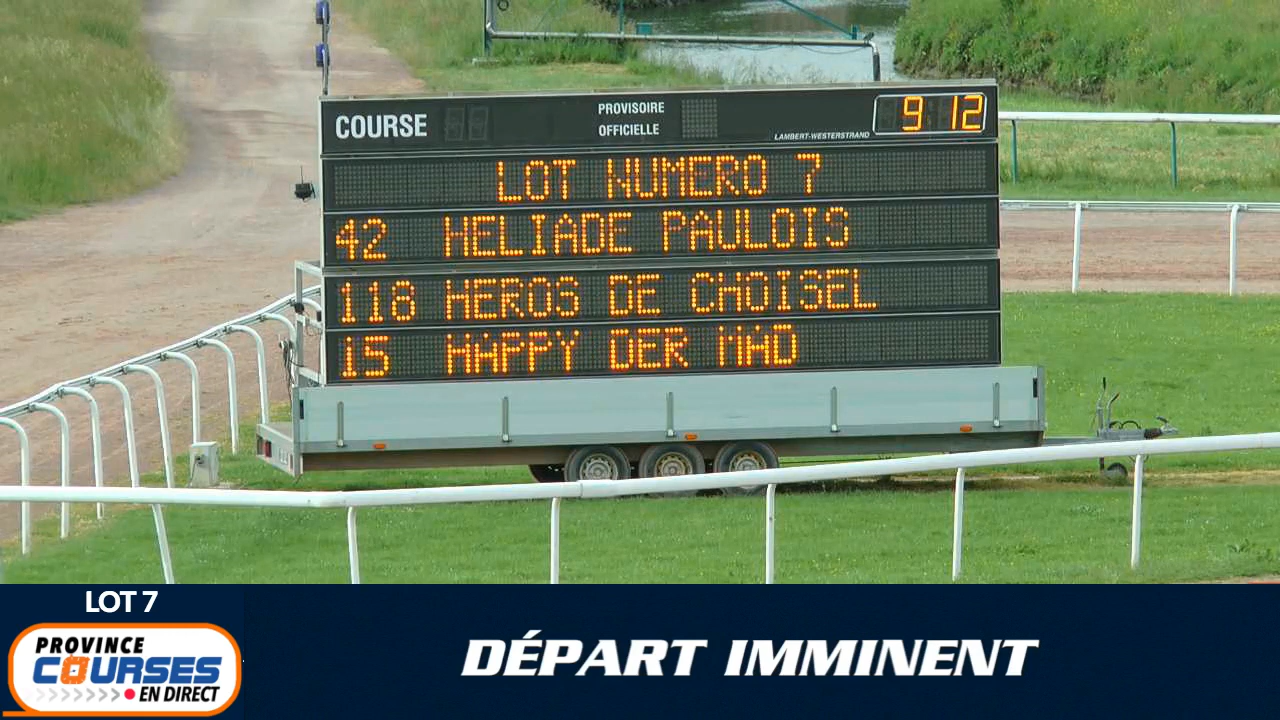 COURSE
PROVISOIRE
OFFICIELLE
LAMBERT-WESTERSTRAND
9 12
LOT NUMERO 7
42 HELIADE PAULOIS
118 HEROS DE CHOISEL
15 HAPPY DER MAD
LOT 7
PROVINCE
COURSES
EN DIRECT
DÉPART IMMINENT